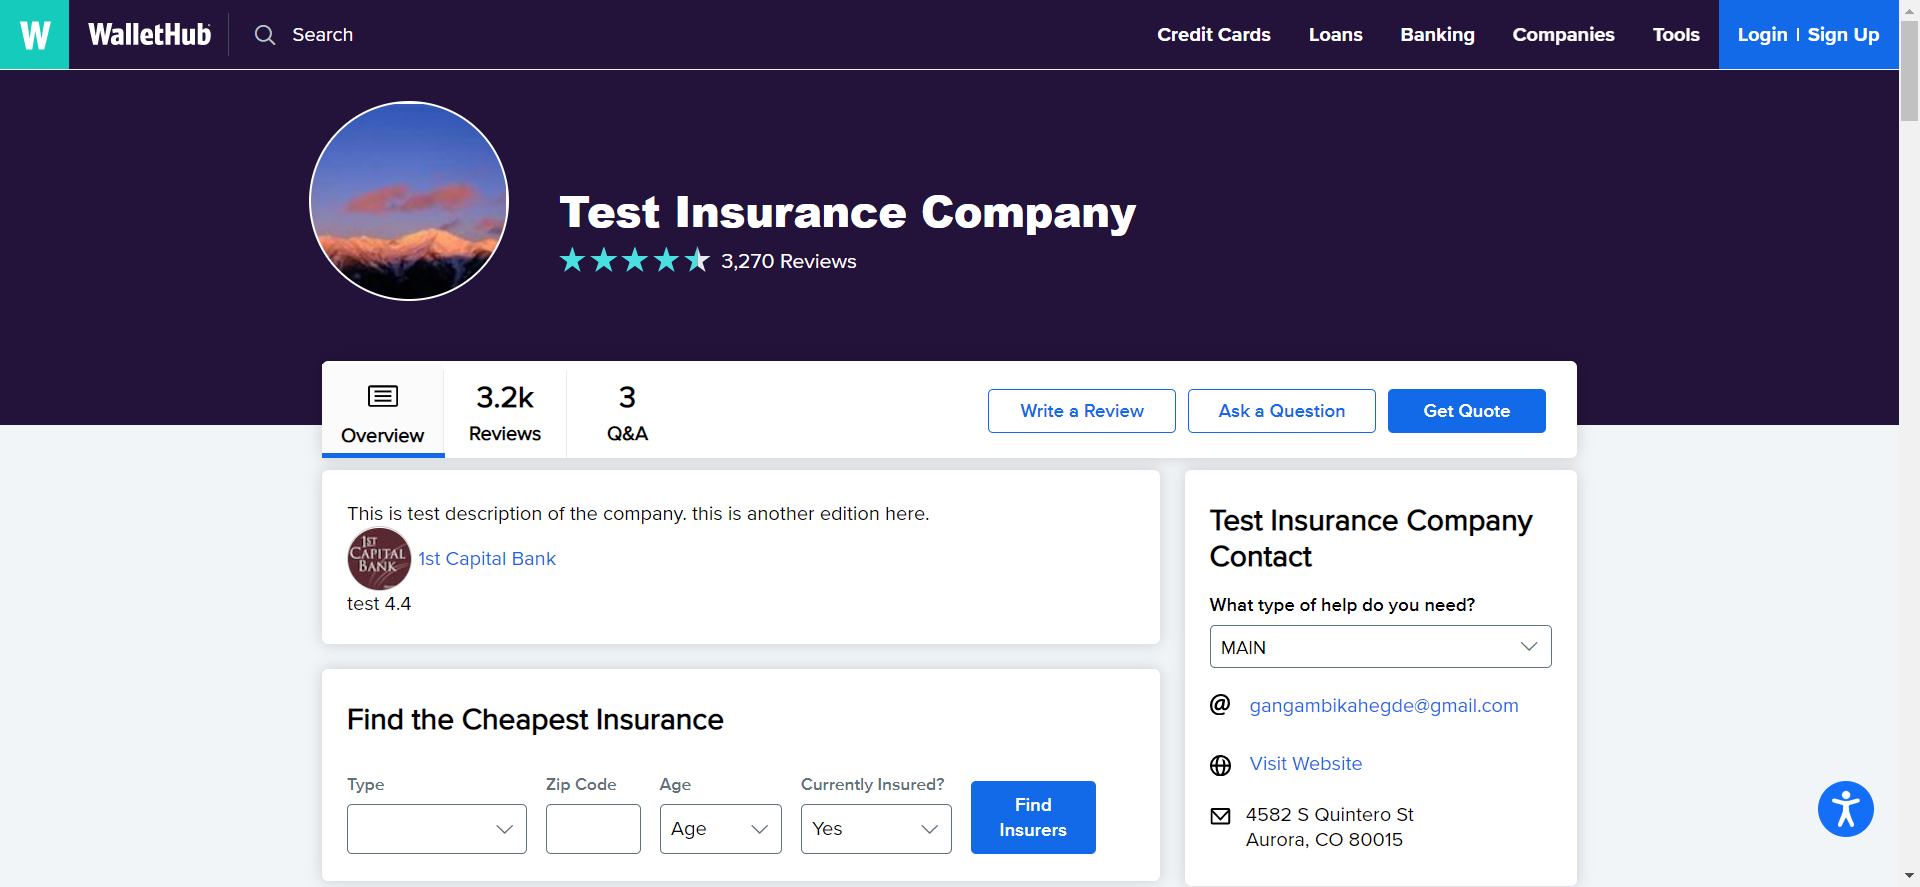 W WalletHub Search Credit Cards Loans Banking Companies Tools Login | Sign Up
Test Insurance Company
3,270 Reviews
Overview
3.2k
Reviews
3
Q&A
Write a Review Ask a Question Get Quote
This is test description of the company. this is another edition here.
1ST
CAPITAL
BANK
1st Capital Bank
test 4.4
Find the Cheapest Insurance
Type Zip Code Age Currently Insured?
Age Yes
Find
Insurers
Test Insurance Company
Contact
What type of help do you need?
MAIN
@ gangambikahegde@gmail.com
Visit Website
4582 S Quintero St
Aurora, CO 80015